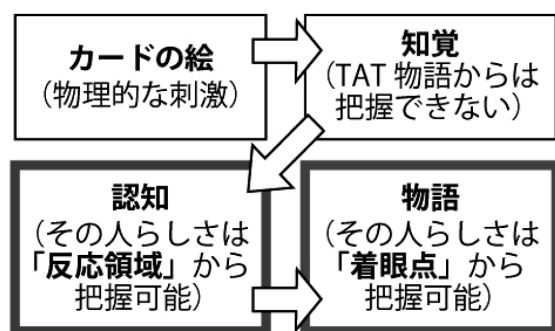 カードの絵
（物理的な刺激）
知覚
（TAT 物語からは
把握できない）
認知
（その人らしさは
「反応領域」から
把握可能）
物語
（その人らしさは
「着眼点」から
把握可能）